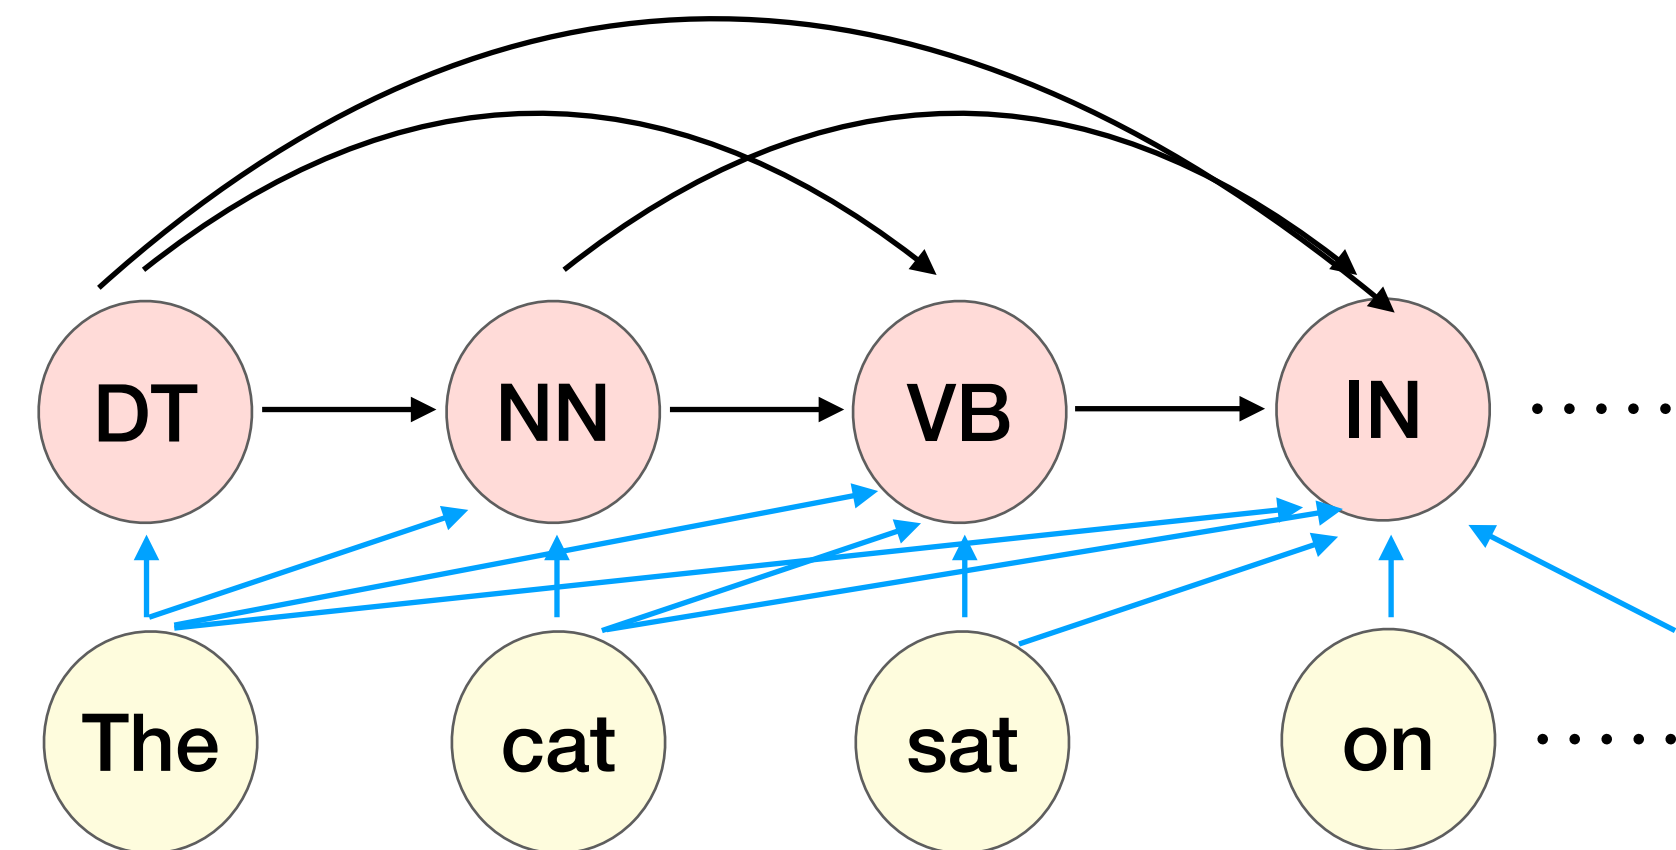 DT NN VB IN .....
The cat sat on .....